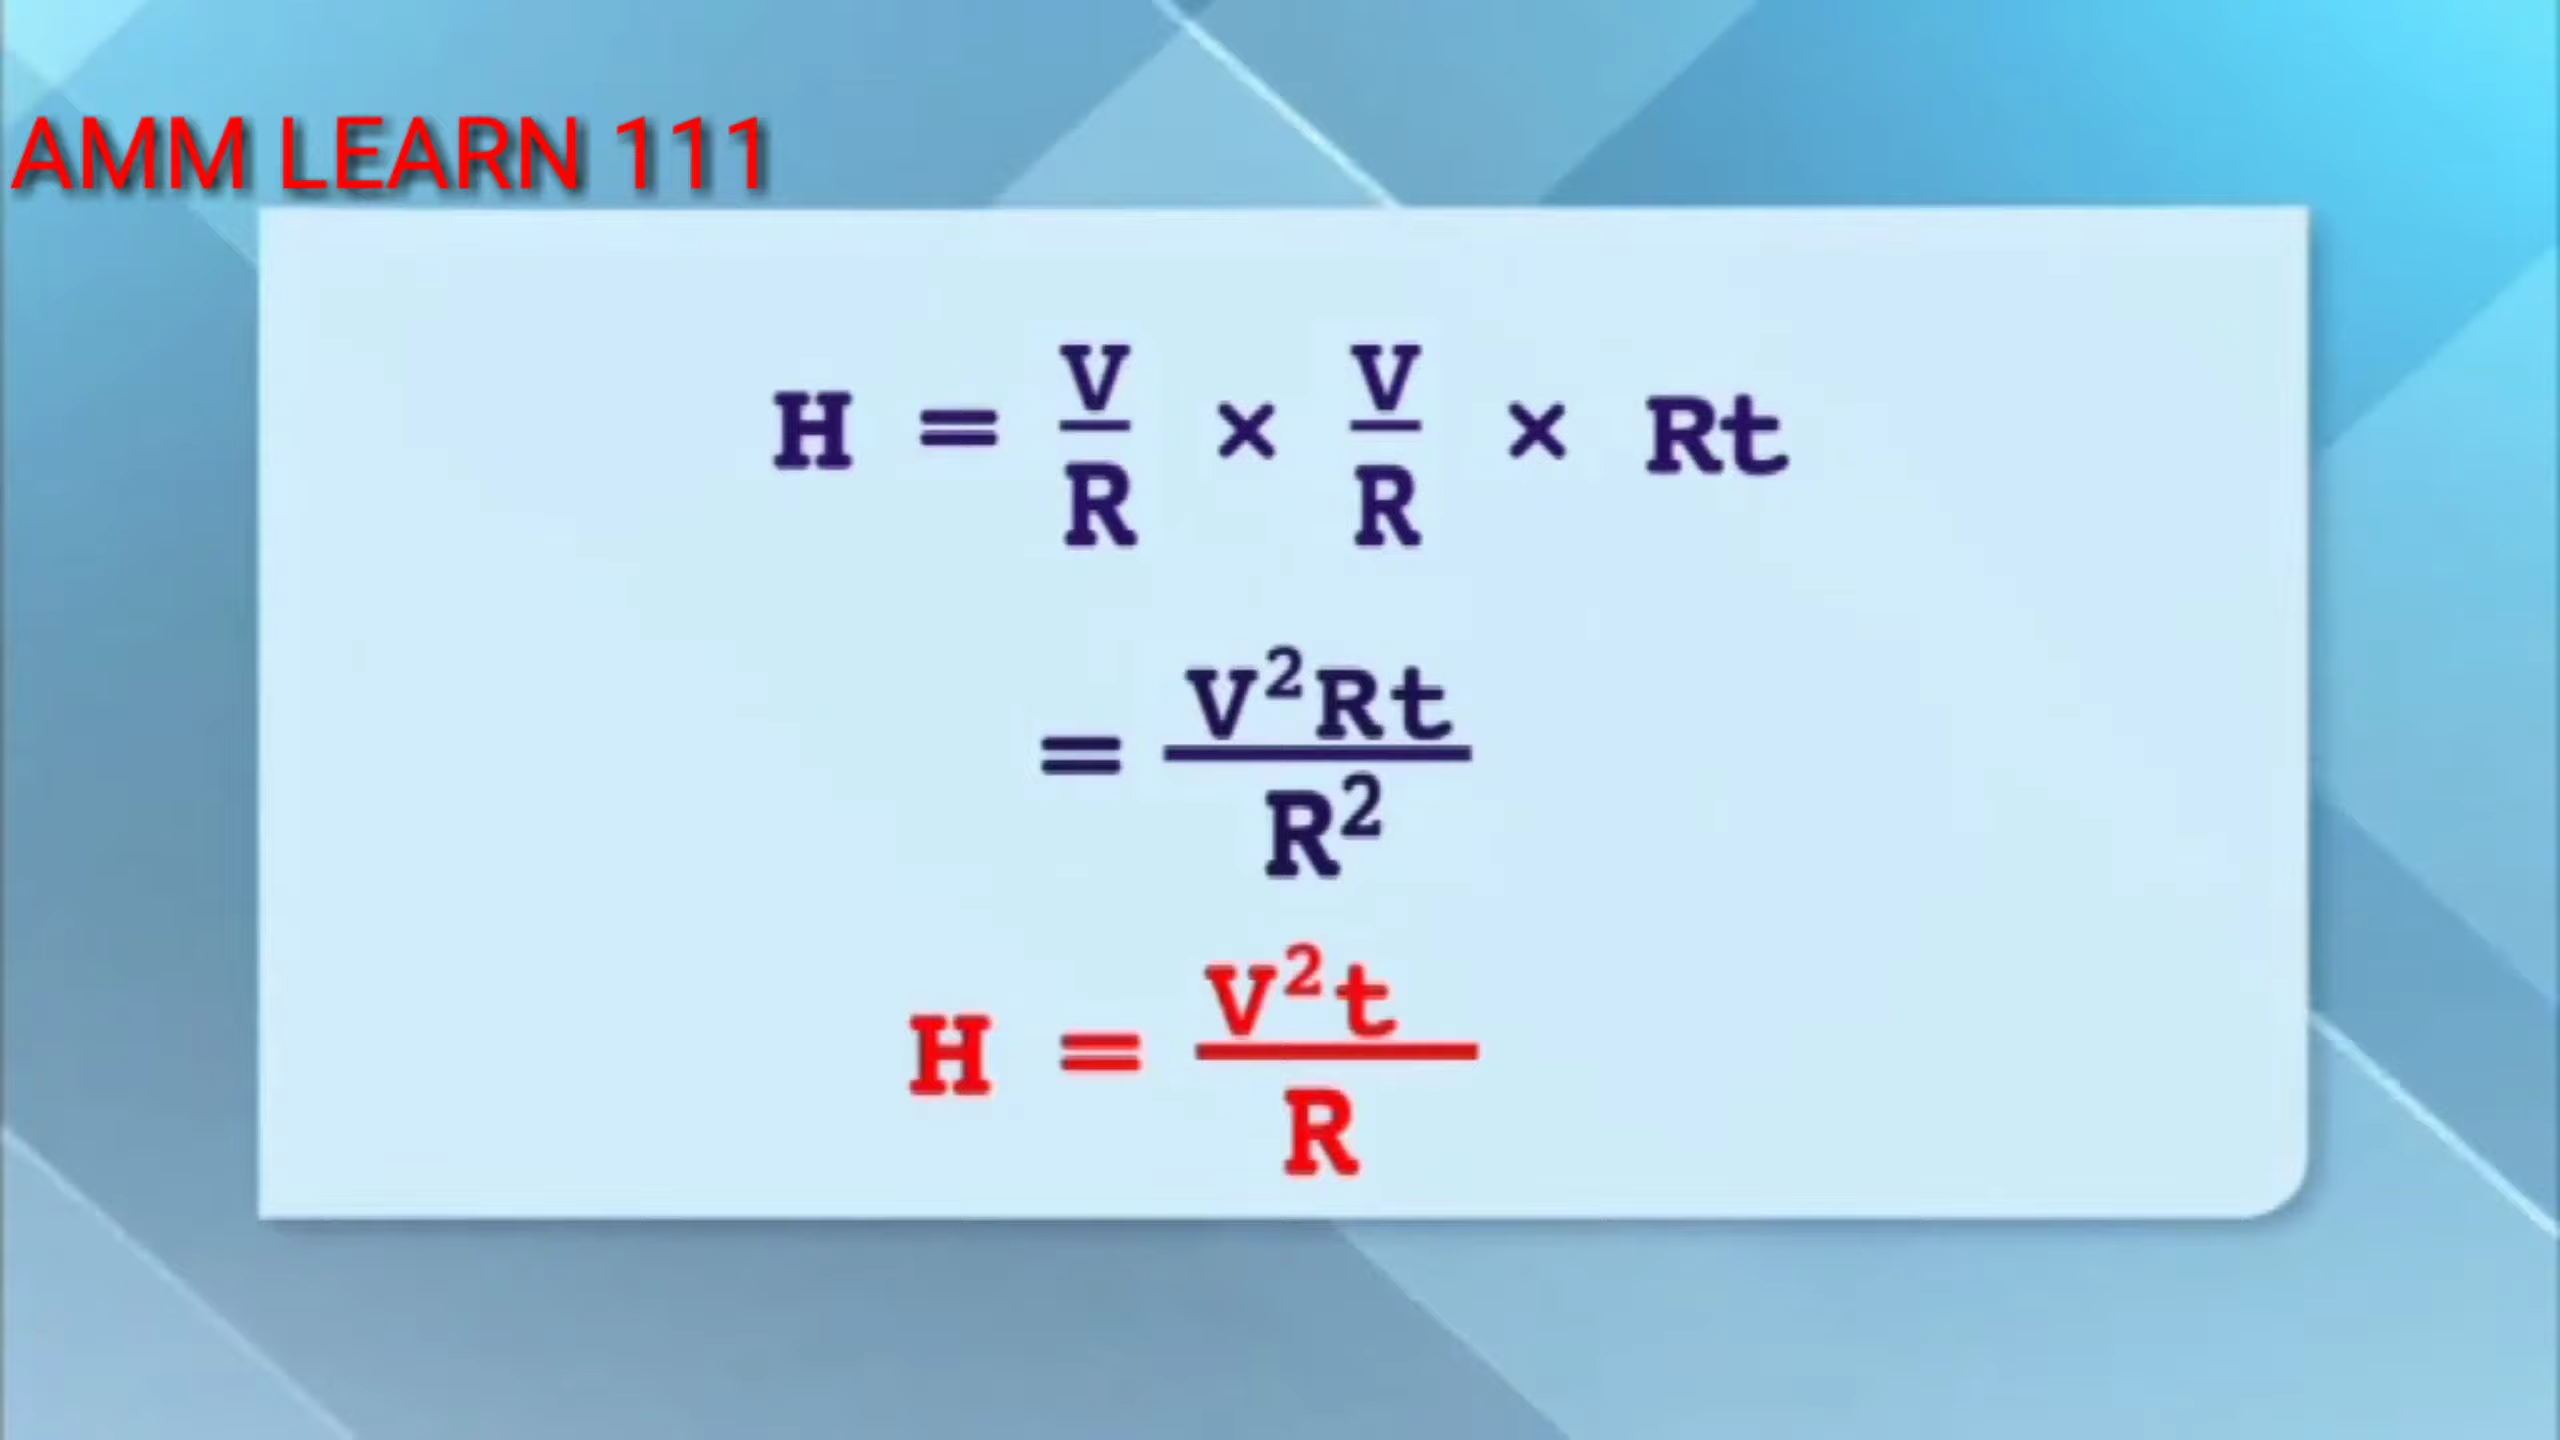 AMM LEARN 111
H = V/R × V/R × Rt
= V²Rt/R²
H = V²t/R